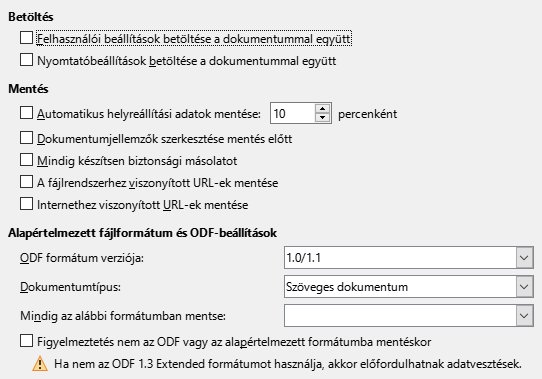 Betöltés
Felhasználói beállítások betöltése a dokumentummal együtt
Nyomtatóbeállítások betöltése a dokumentummal együtt
Mentés
Automatikus helyreállítási adatok mentése: 10 percenként
Dokumentumjellemzők szerkesztése mentés előtt
Mindig készítsen biztonsági másolatot
A fájlrendszerhez viszonyított URL-ek mentése
Internethez viszonyított URL-ek mentése
Alapértelmezett fájlformátum és ODF-beállítások
ODF formátum verziója: 1.0/1.1
Dokumentumtípus: Szöveges dokumentum
Mindig az alábbi formátumban mentse:
Figyelmeztetés nem az ODF vagy az alapértelmezett formátumba mentéskor
Ha nem az ODF 1.3 Extended formátumot használja, akkor előfordulhatnak adatvesztések.